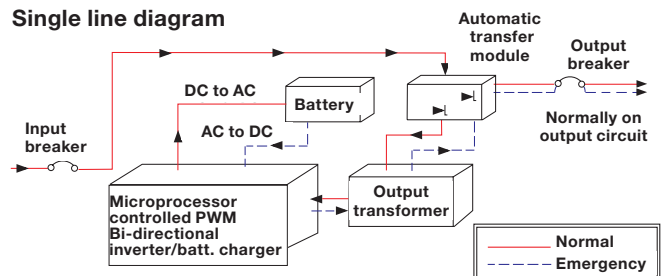 Single line diagram
Automatic
transfer
module
Output
breaker
DC to AC
Battery
Input
breaker
AC to DC
Normally on
output circuit
Microprocessor
controlled PWM
Bi-directional
inverter/batt. charger
Output
transformer
Normal
Emergency